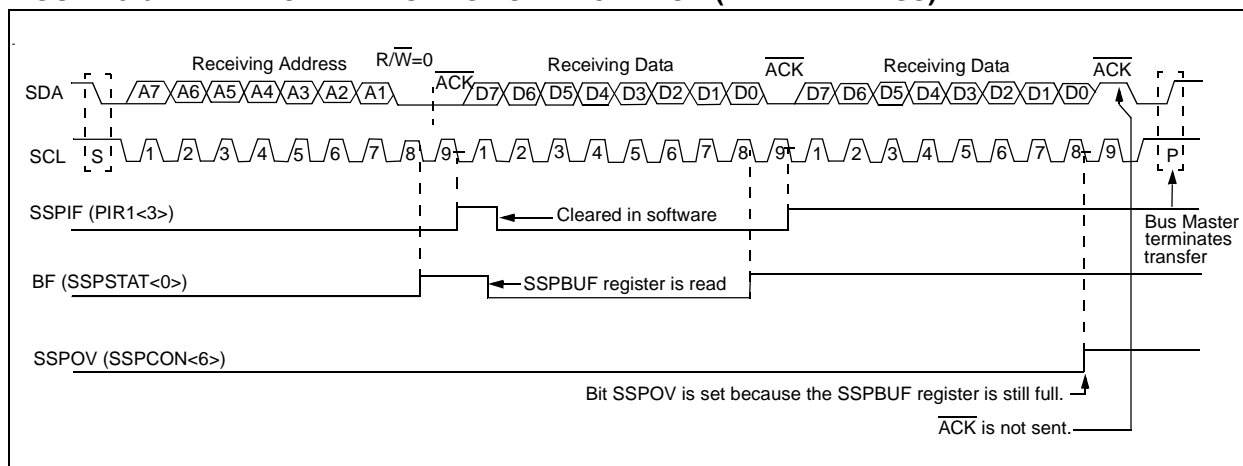 Receiving Address R/W=0 ACK Receiving Data ACK Receiving Data ACK
SDA A7 A6 A5 A4 A3 A2 A1 D7 D6 D5 D4 D3 D2 D1 D0 D7 D6 D5 D4 D3 D2 D1 D0
SCL S 1 2 3 4 5 6 7 8 9 1 2 3 4 5 6 7 8 9 1 2 3 4 5 6 7 8 9 P
SSPIF (PIR1<3>)
Cleared in software
Bus Master
terminates
transfer
BF (SSPSTAT<0>)
SSPBUF register is read
SSPOV (SSPCON<6>)
Bit SSPOV is set because the SSPBUF register is still full.
ACK is not sent.